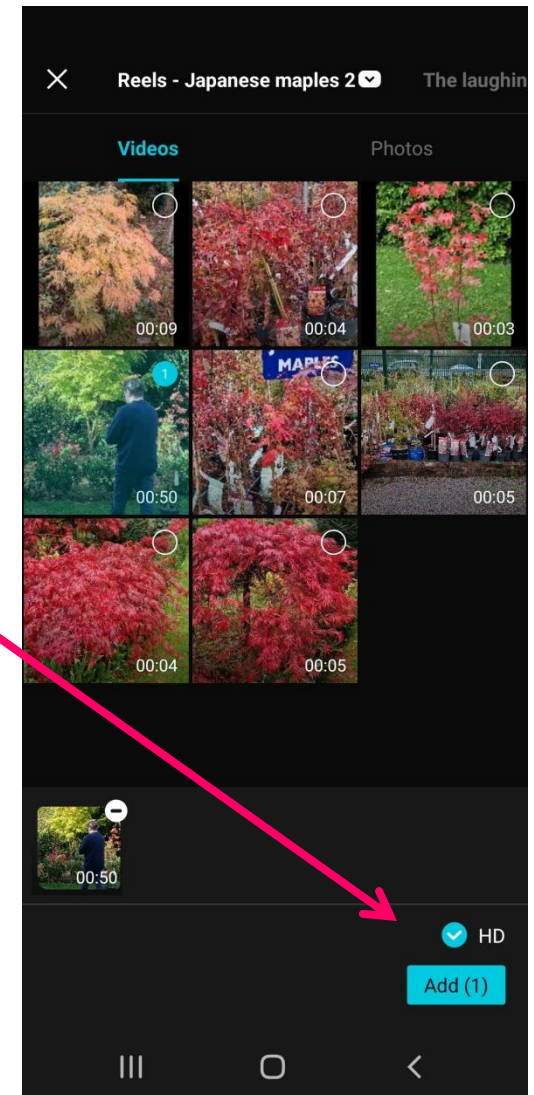 Reels - Japanese maples 2 The laughin
Videos Photos
00:09 00:04 00:03
1 MAPLES
00:50 00:07 00:05
00:04 00:05
00:50
HD
Add (1)